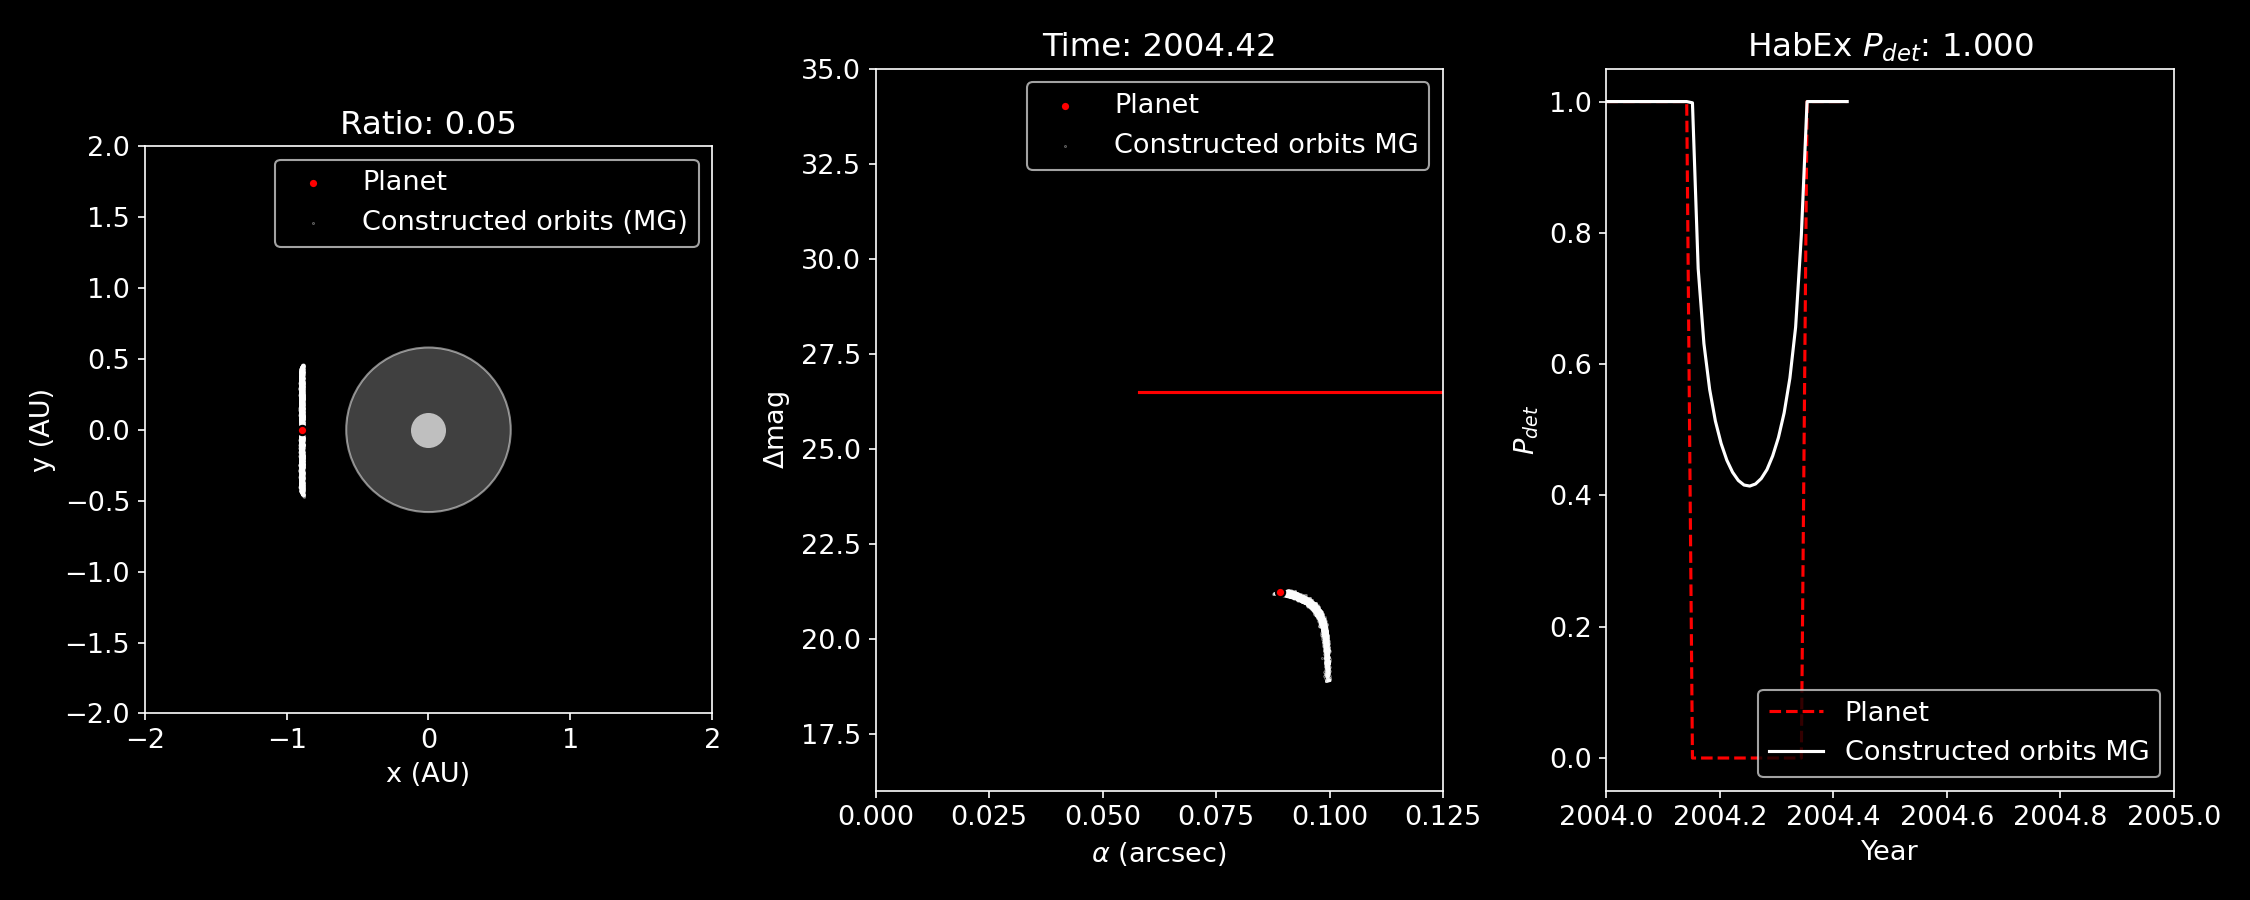 Ratio: 0.05
Planet
Constructed orbits (MG)
2.0
1.5
1.0
0.5
0.0
−0.5
−1.0
−1.5
−2.0
y (AU)
−2 −1 0 1 2
x (AU)
Time: 2004.42
Planet
Constructed orbits MG
35.0
32.5
30.0
27.5
25.0
22.5
20.0
17.5
Δmag
0.000 0.025 0.050 0.075 0.100 0.125
α (arcsec)
HabEx P_det: 1.000
1.0
0.8
0.6
0.4
0.2
0.0
P_det
Planet
Constructed orbits MG
2004.0 2004.2 2004.4 2004.6 2004.8 2005.0
Year